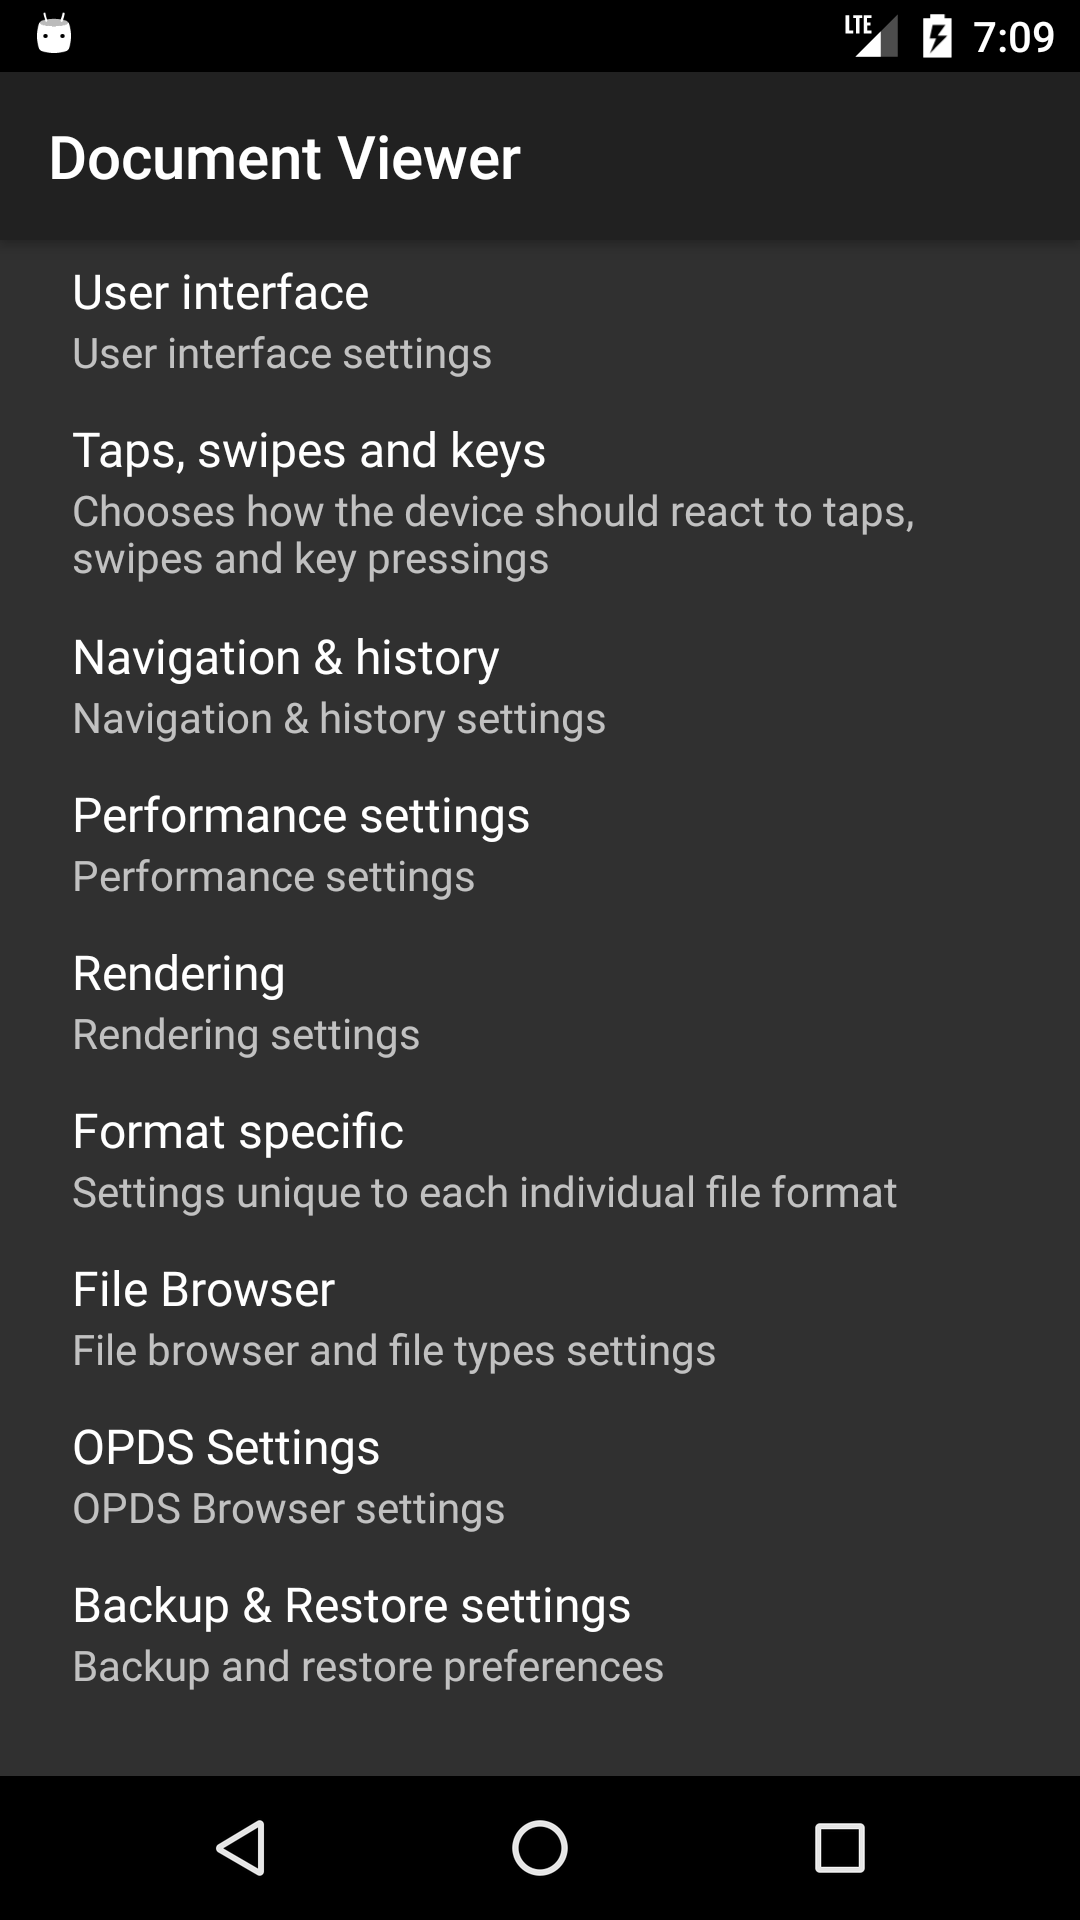 LTE 7:09
Document Viewer
User interface
User interface settings
Taps, swipes and keys
Chooses how the device should react to taps,
swipes and key pressings
Navigation & history
Navigation & history settings
Performance settings
Performance settings
Rendering
Rendering settings
Format specific
Settings unique to each individual file format
File Browser
File browser and file types settings
OPDS Settings
OPDS Browser settings
Backup & Restore settings
Backup and restore preferences